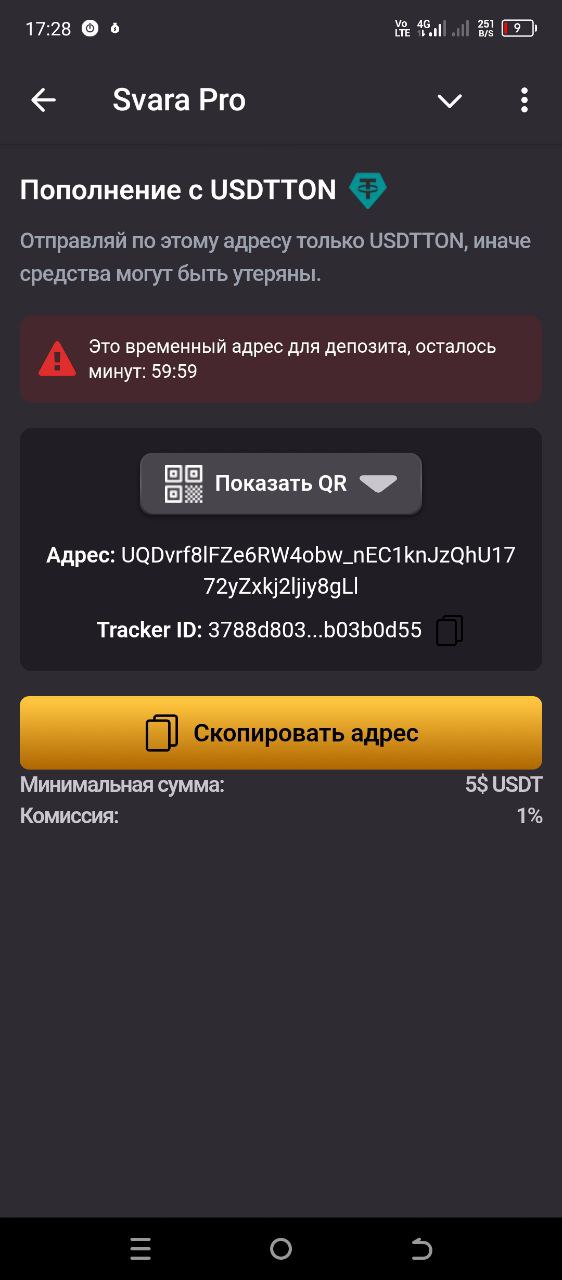 17:28
Vo LTE 4G 251 B/S 9
Svara Pro
Пополнение с USDTTON
Отправляй по этому адресу только USDTTON, иначе
средства могут быть утеряны.
Это временный адрес для депозита, осталось
минут: 59:59
Показать QR
Адрес: UQDvrf8lFZe6RW4obw_nEC1knJzQhU17
72yZxkj2ljiy8gLl
Tracker ID: 3788d803...b03b0d55
Скопировать адрес
Минимальная сумма: 5$ USDT
Комиссия: 1%